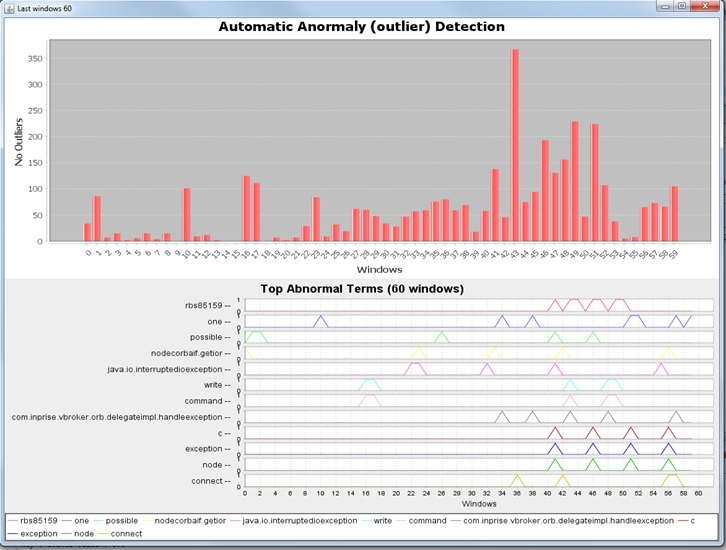 Last windows 60
Automatic Anormaly (outlier) Detection
No Outliers
350
300
250
200
150
100
50
0
0 1 2 3 4 5 6 7 8 9 10 11 12 13 14 15 16 17 18 19 20 21 22 23 24 25 26 27 28 29 30 31 32 33 34 35 36 37 38 39 40 41 42 43 44 45 46 47 48 49 50 51 52 53 54 55 56 57 58 59
Windows
Top Abnormal Terms (60 windows)
rbs85159 --
one --
possible --
nodecorbaif.getior --
java.io.interruptedioexception --
write --
command --
com.inprise.vbroker.orb.delegateimpl.handleexception --
c --
exception --
node --
connect --
0 2 4 6 8 10 12 14 16 18 20 22 24 26 28 30 32 34 36 38 40 42 44 46 48 50 52 54 56 58 60
Windows
rbs85159 one possible nodecorbaif.getior java.io.interruptedioexception write command com.inprise.vbroker.orb.delegateimpl.handleexception c
exception node connect